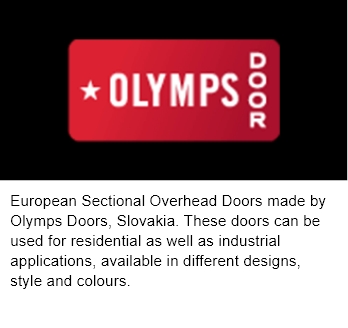 OLYMPS DOOR
European Sectional Overhead Doors made by
Olymps Doors, Slovakia. These doors can be
used for residential as well as industrial
applications, available in different designs,
style and colours.